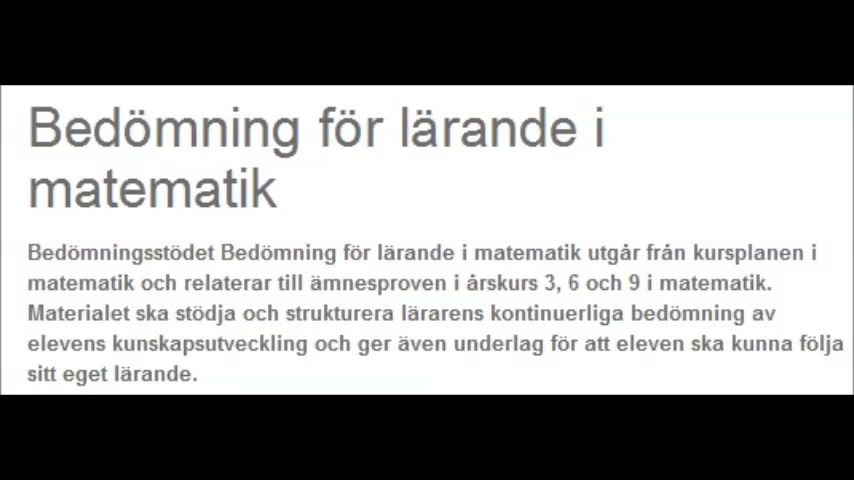 Bedömning för lärande i
matematik
Bedömningsstödet Bedömning för lärande i matematik utgår från kursplanen i
matematik och relaterar till ämnesproven i årskurs 3, 6 och 9 i matematik.
Materialet ska stödja och strukturera lärarens kontinuerliga bedömning av
elevens kunskapsutveckling och ger även underlag för att eleven ska kunna följa
sitt eget lärande.